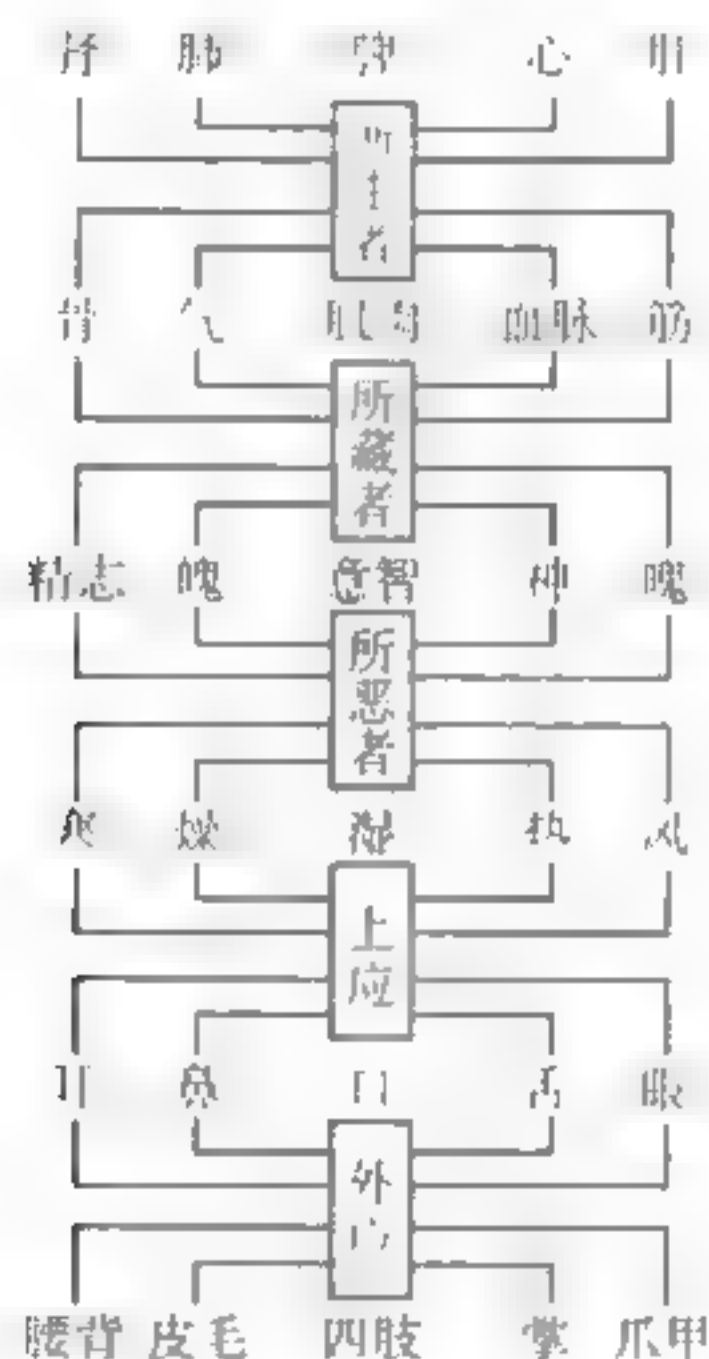 肾 肺 脾 心 肝
所主者
骨 气 肌肉 血脉 筋
所藏者
精志 魄 意智 神 魂
所恶者
燥 湿 热 风
上应
耳 鼻 口 舌 眼
外应
腰背 皮毛 四肢 掌 爪甲